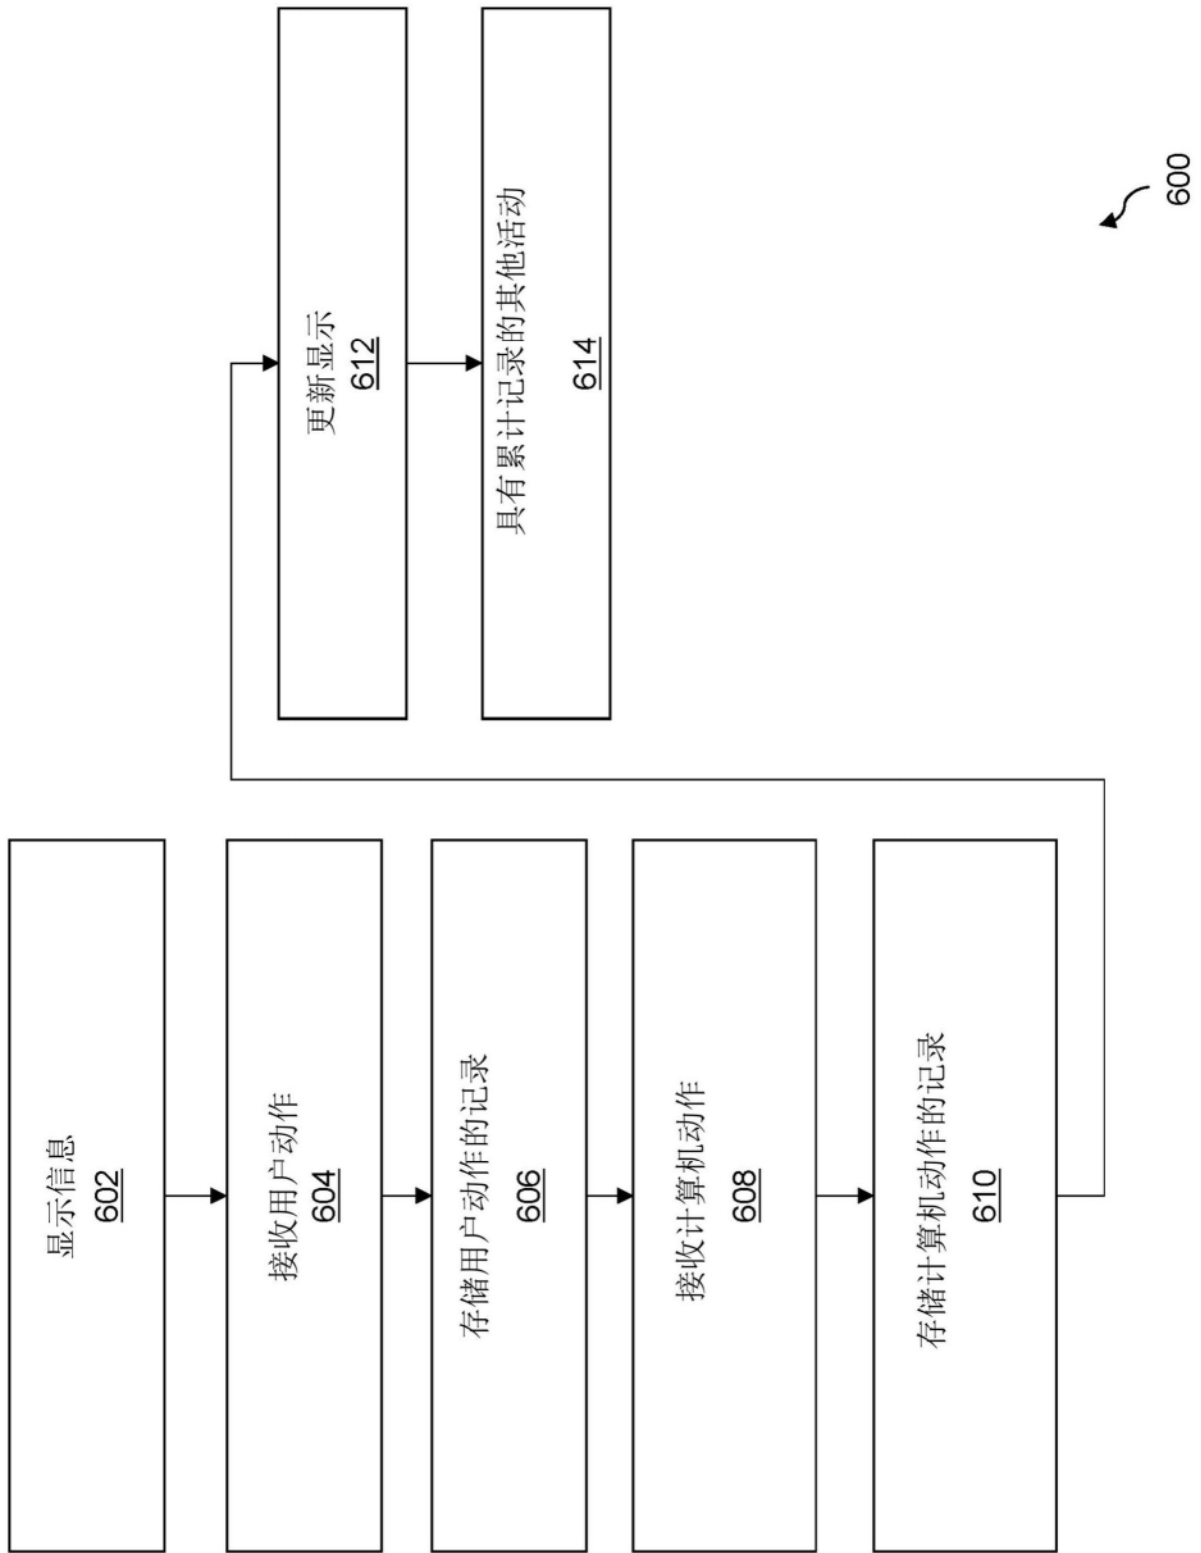 显示信息
602
接收用户动作
604
存储用户动作的记录
606
接收计算机动作
608
存储计算机动作的记录
610
更新显示
612
具有累计记录的其他活动
614
600